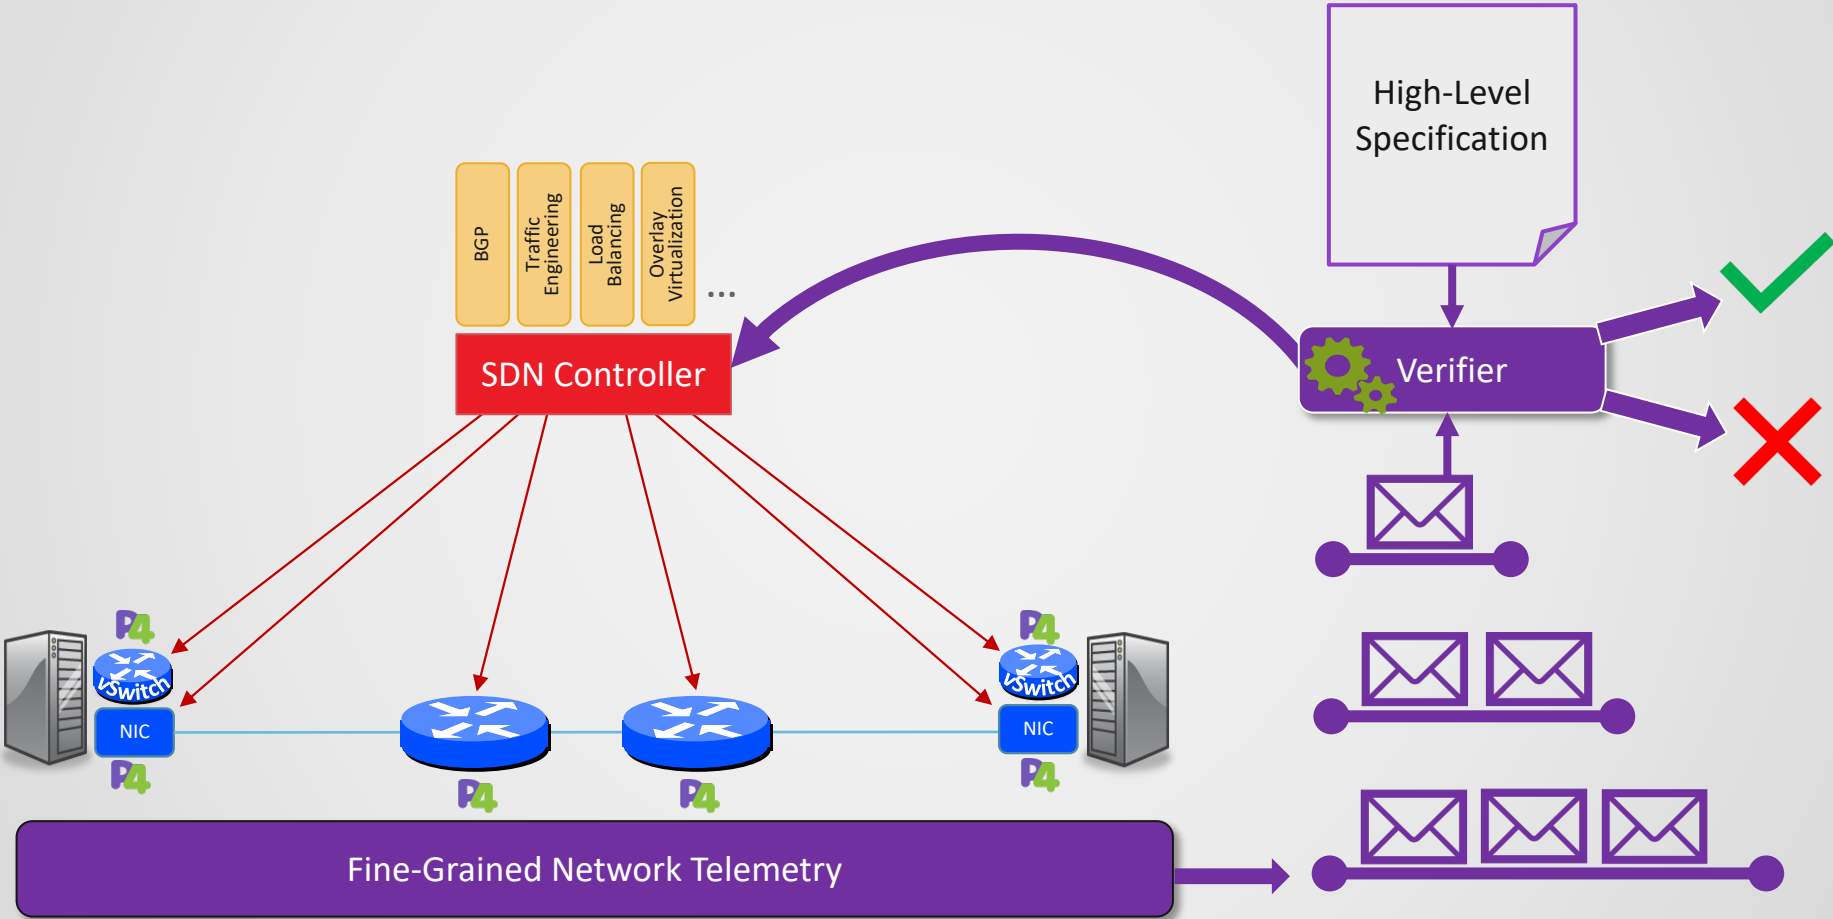 High-Level
Specification
BGP
Traffic
Engineering
Load
Balancing
Overlay
Virtualization
...
SDN Controller
Verifier
P4
P4
vSwitch
vSwitch
NIC
NIC
P4
P4
P4
P4
Fine-Grained Network Telemetry